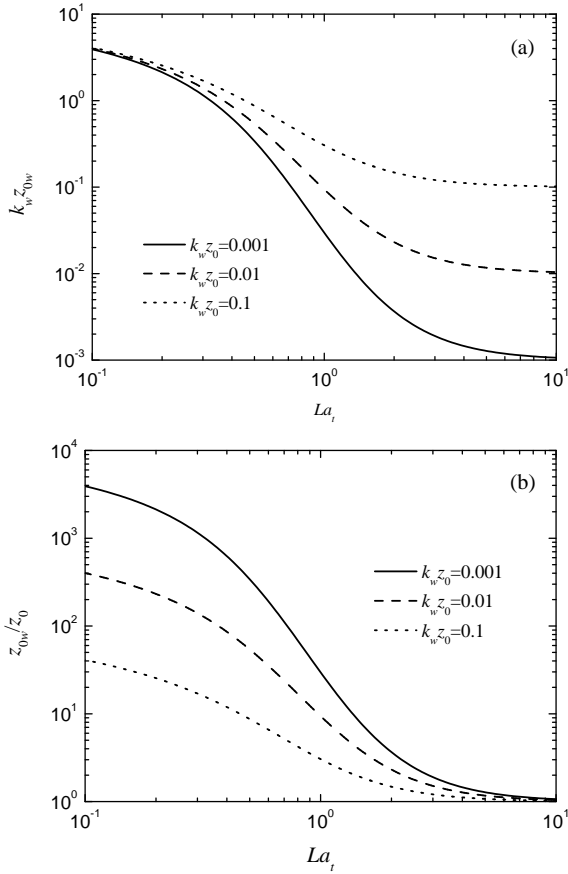 (a)
10^1
10^0
10^-1
10^-2
10^-3
k_w z_0w
k_w z_0=0.001
k_w z_0=0.01
k_w z_0=0.1
10^-1 10^0 10^1
La_t
(b)
10^4
10^3
10^2
10^1
10^0
z_0w/z_0
k_w z_0=0.001
k_w z_0=0.01
k_w z_0=0.1
10^-1 10^0 10^1
La_t